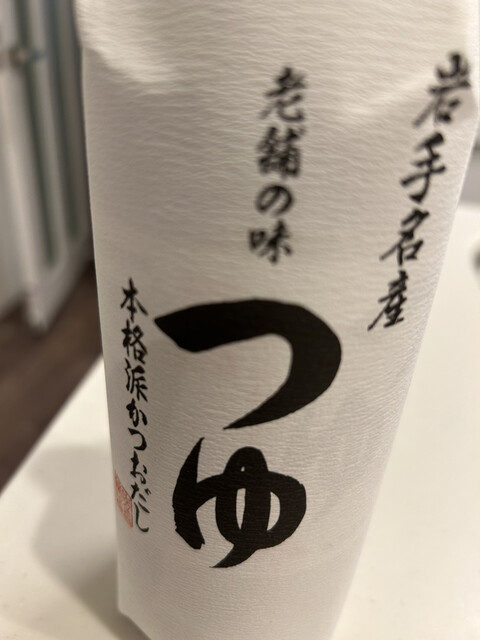 岩手名産
老舗の味
つゆ
本格派かつおだし